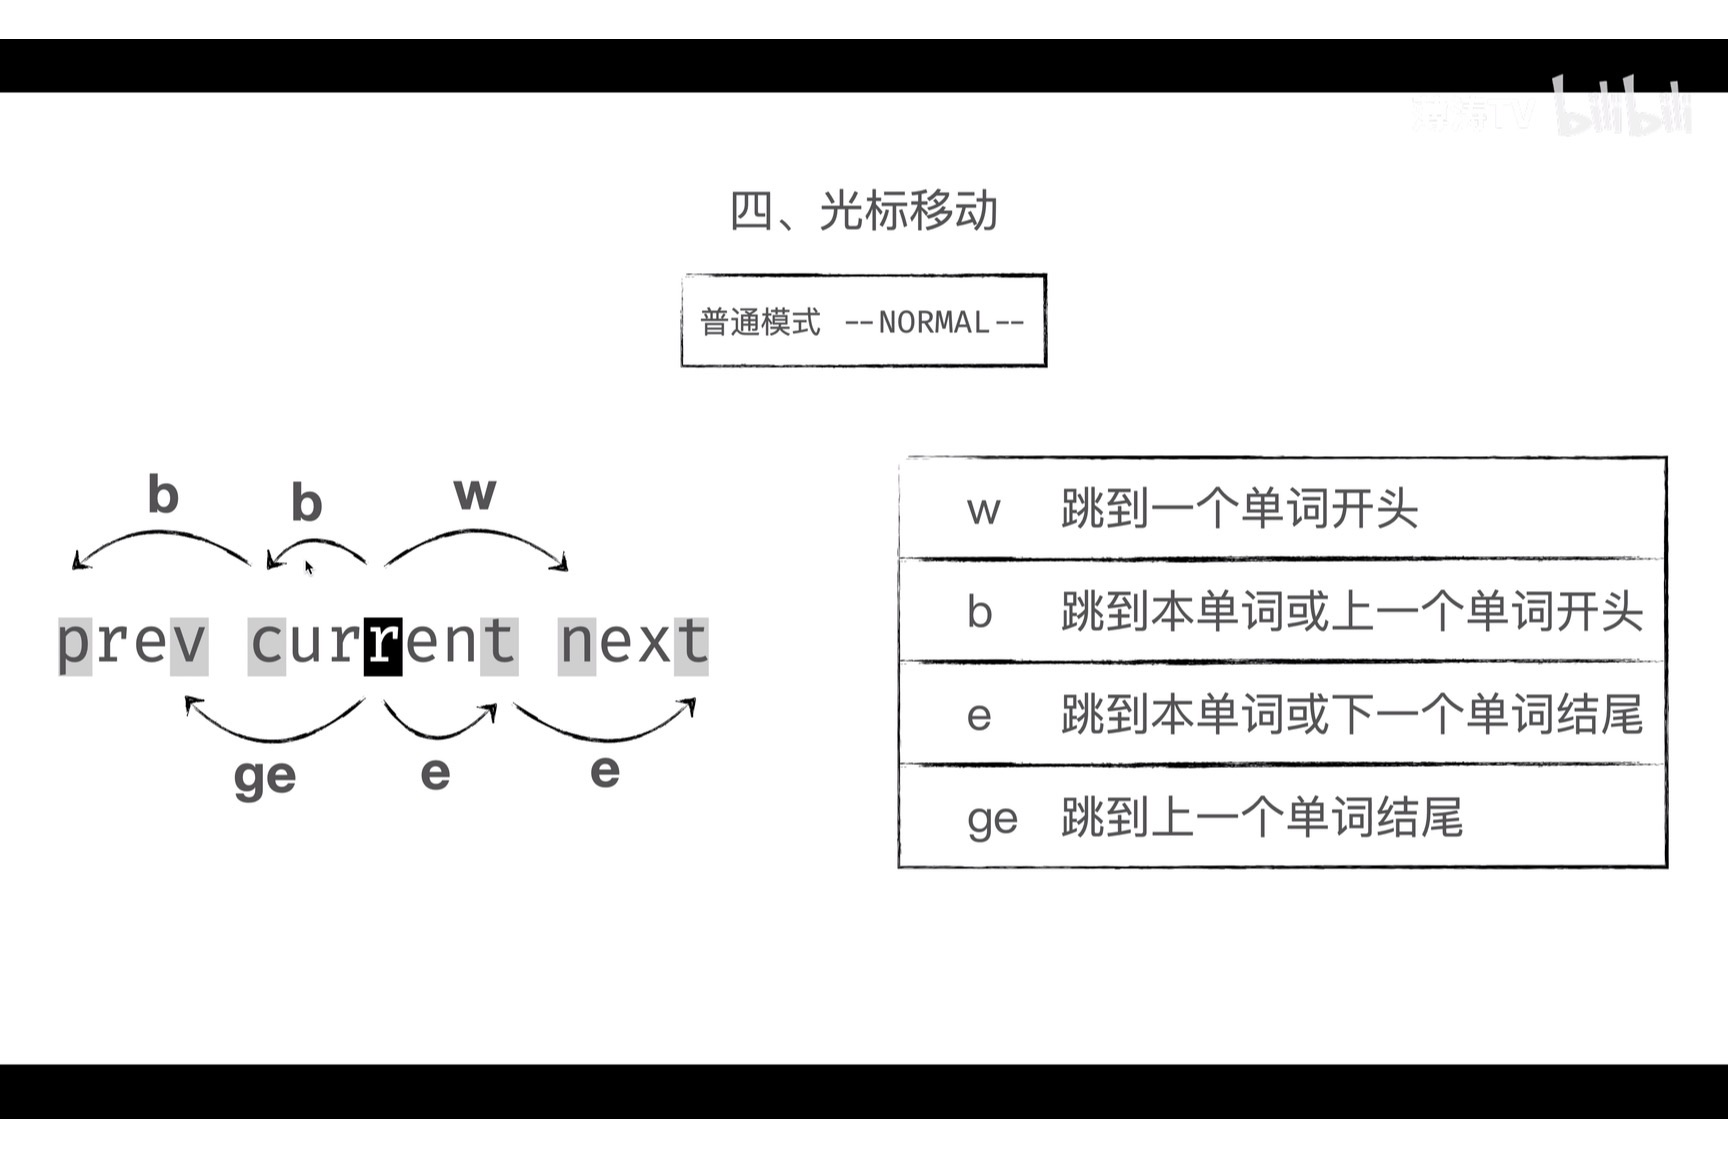 bilibili
四、光标移动
普通模式 --NORMAL--
b b w
prev current next
ge e e
w 跳到一个单词开头
b 跳到本单词或上一个单词开头
e 跳到本单词或下一个单词结尾
ge 跳到上一个单词结尾